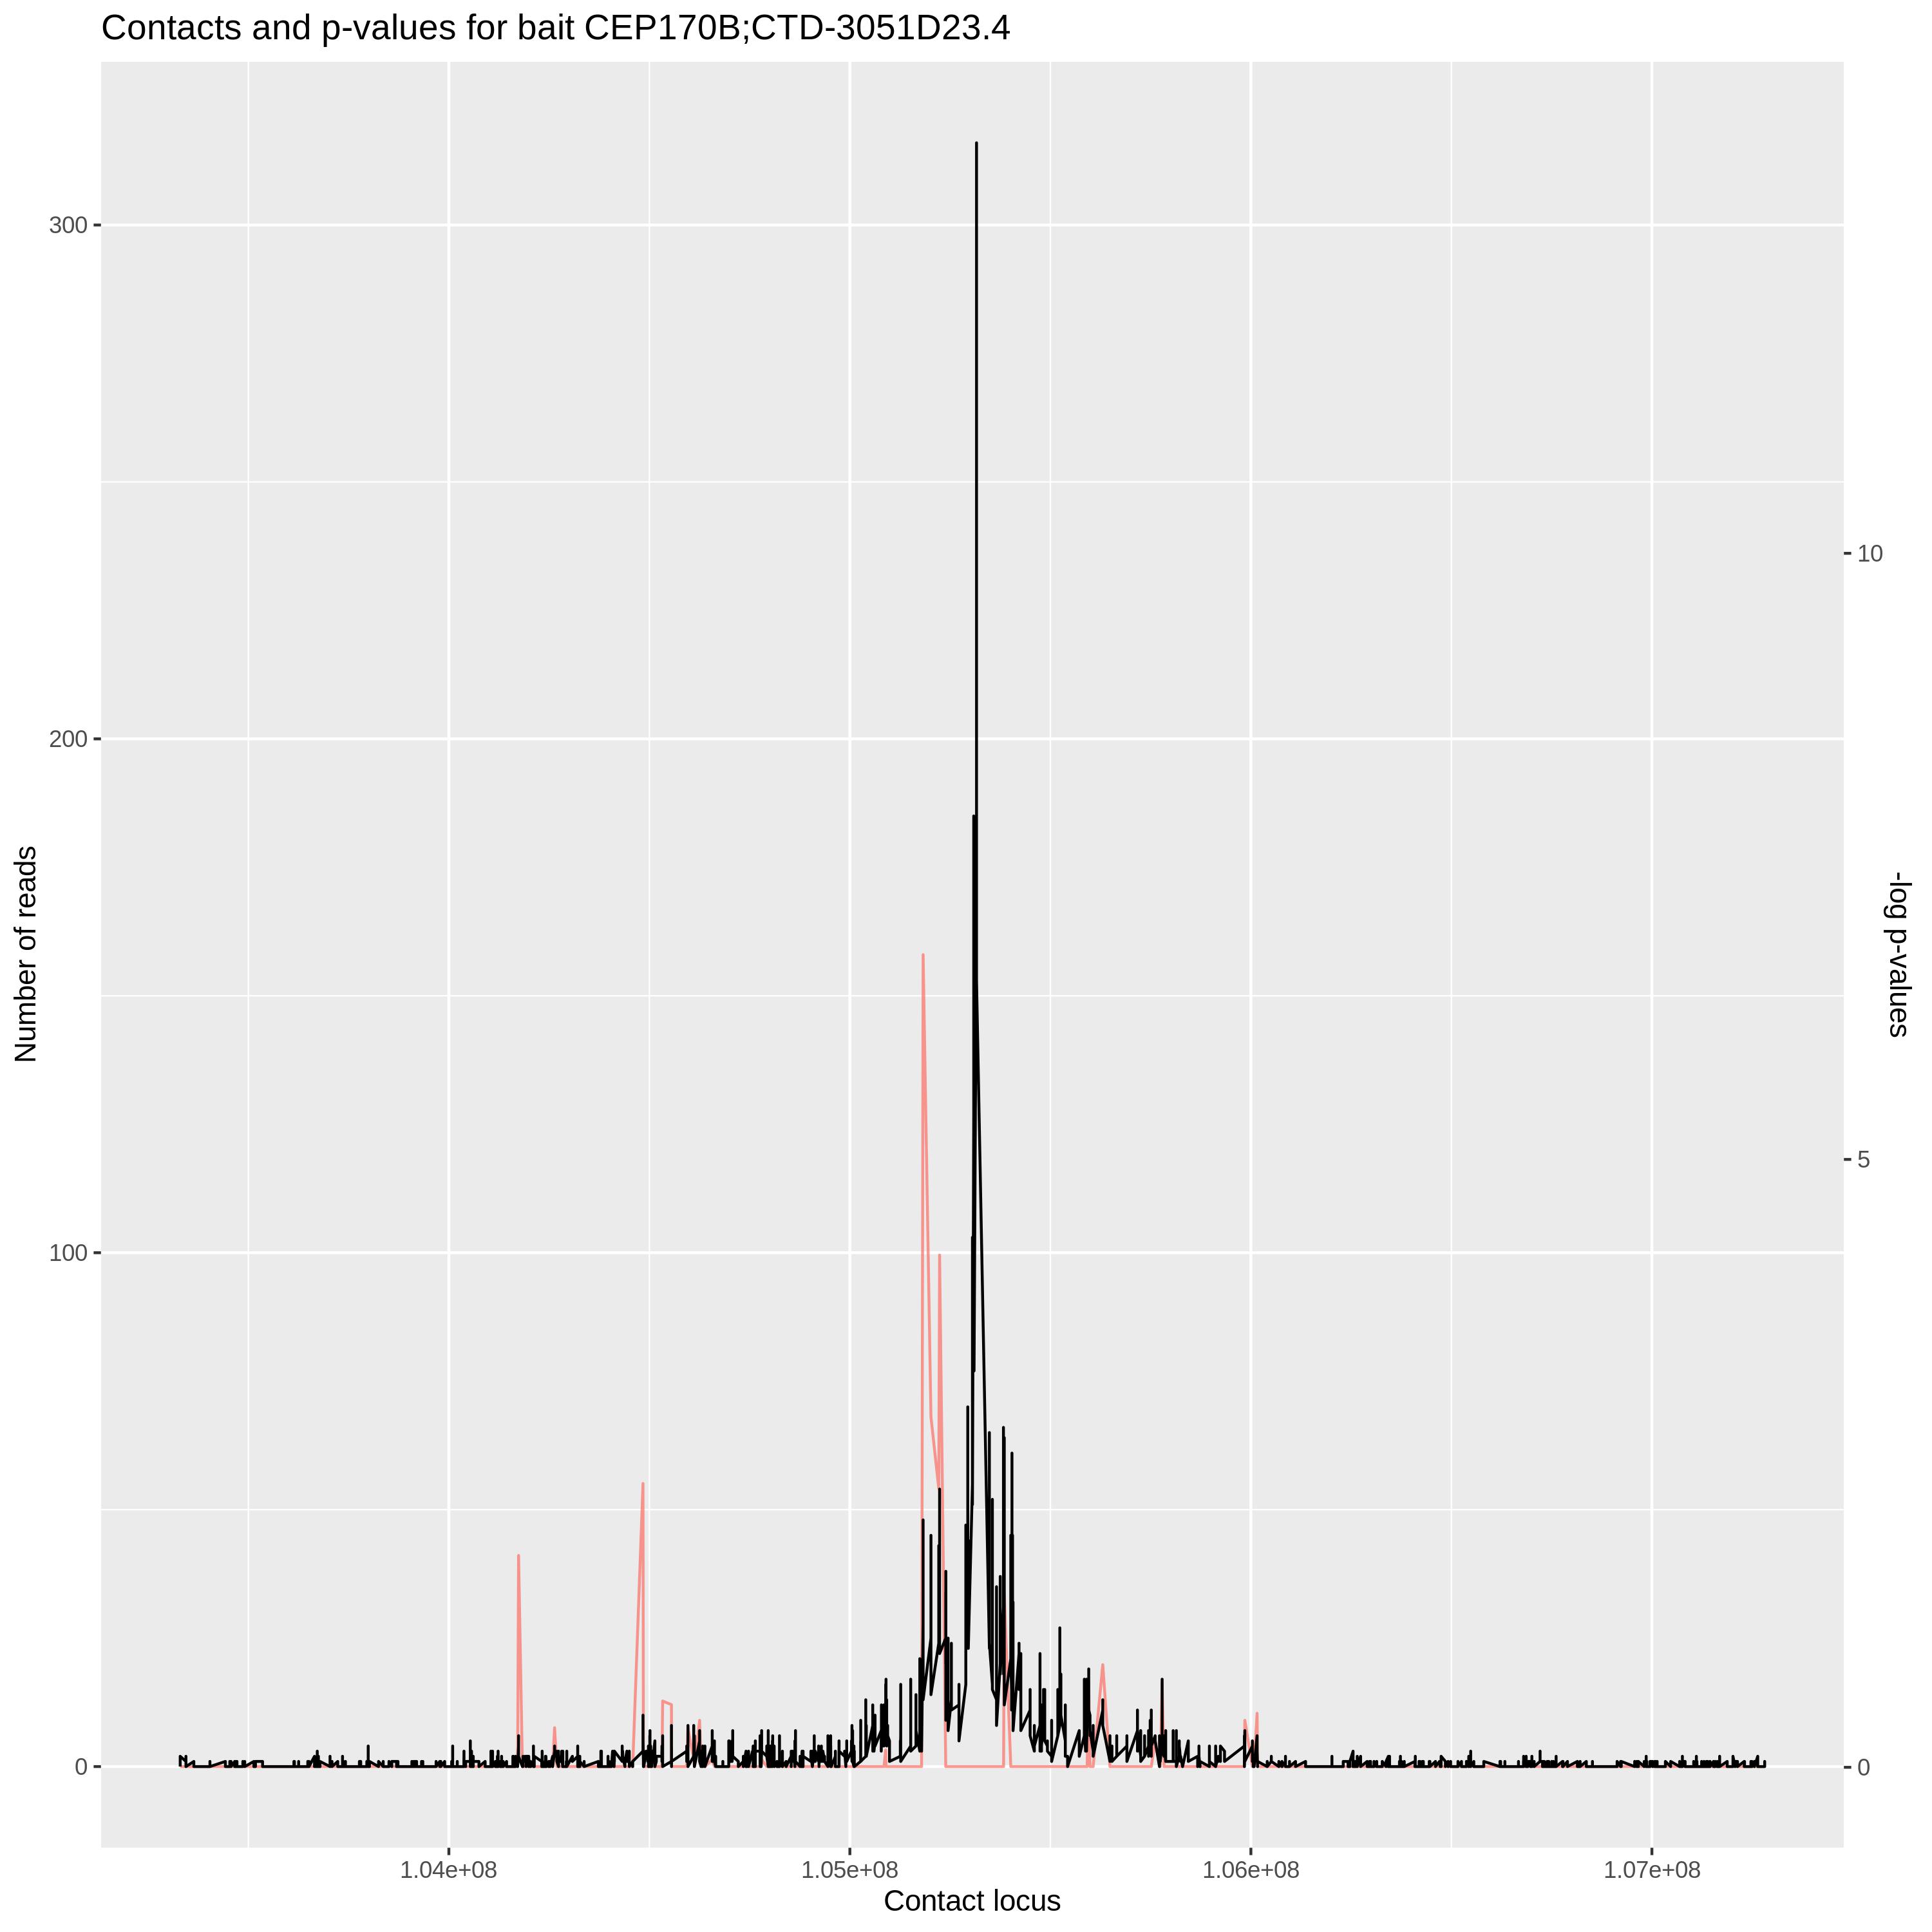 Contacts and p-values for bait CEP170B;CTD-3051D23.4
300
200
100
0
Number of reads
10
5
0
-log p-values
1.04e+08 1.05e+08 1.06e+08 1.07e+08
Contact locus